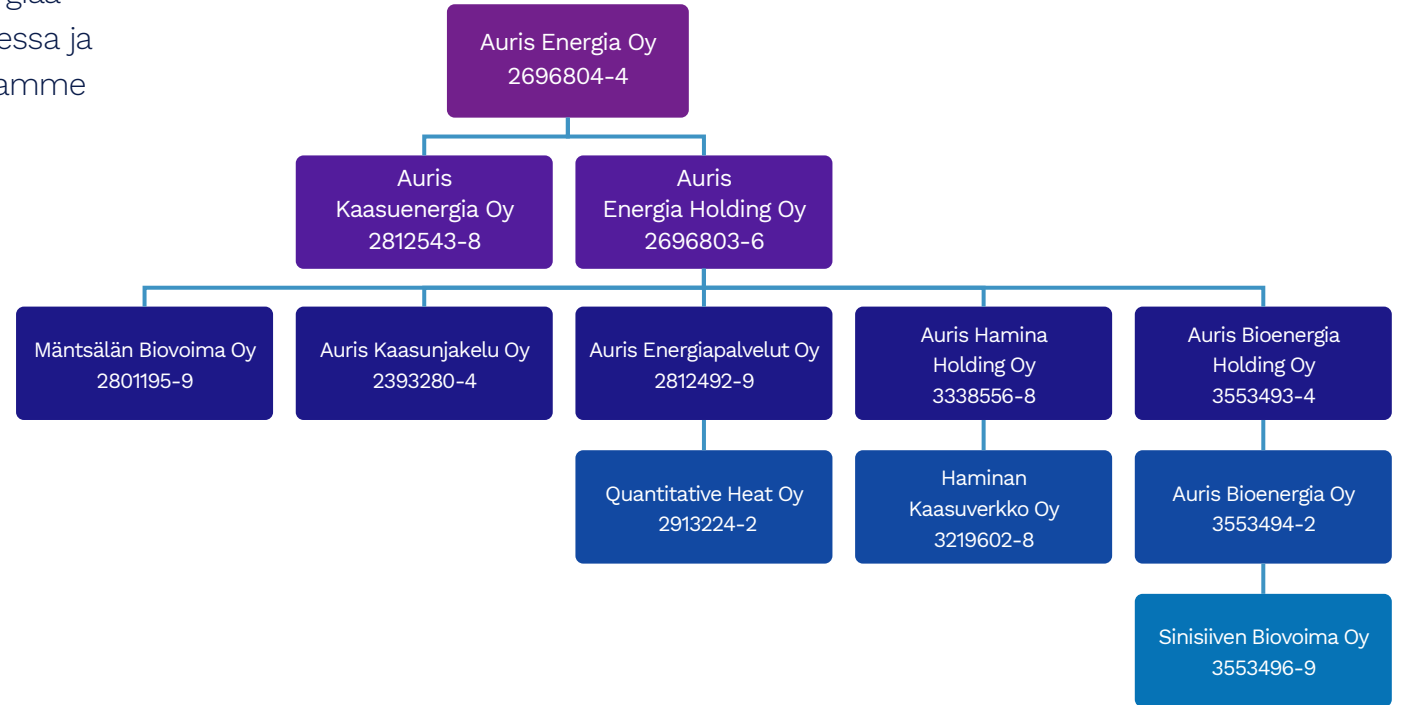 essa ja
amme
Auris Energia Oy
2696804-4
Auris
Kaasuenergia Oy
2812543-8
Auris
Energia Holding Oy
2696803-6
Mäntsälän Biovoima Oy
2801195-9
Auris Kaasunjakelu Oy
2393280-4
Auris Energiapalvelut Oy
2812492-9
Auris Hamina
Holding Oy
3338556-8
Auris Bioenergia
Holding Oy
3553493-4
Quantitative Heat Oy
2913224-2
Haminan
Kaasuverkko Oy
3219602-8
Auris Bioenergia Oy
3553494-2
Sinisiiven Biovoima Oy
3553496-9